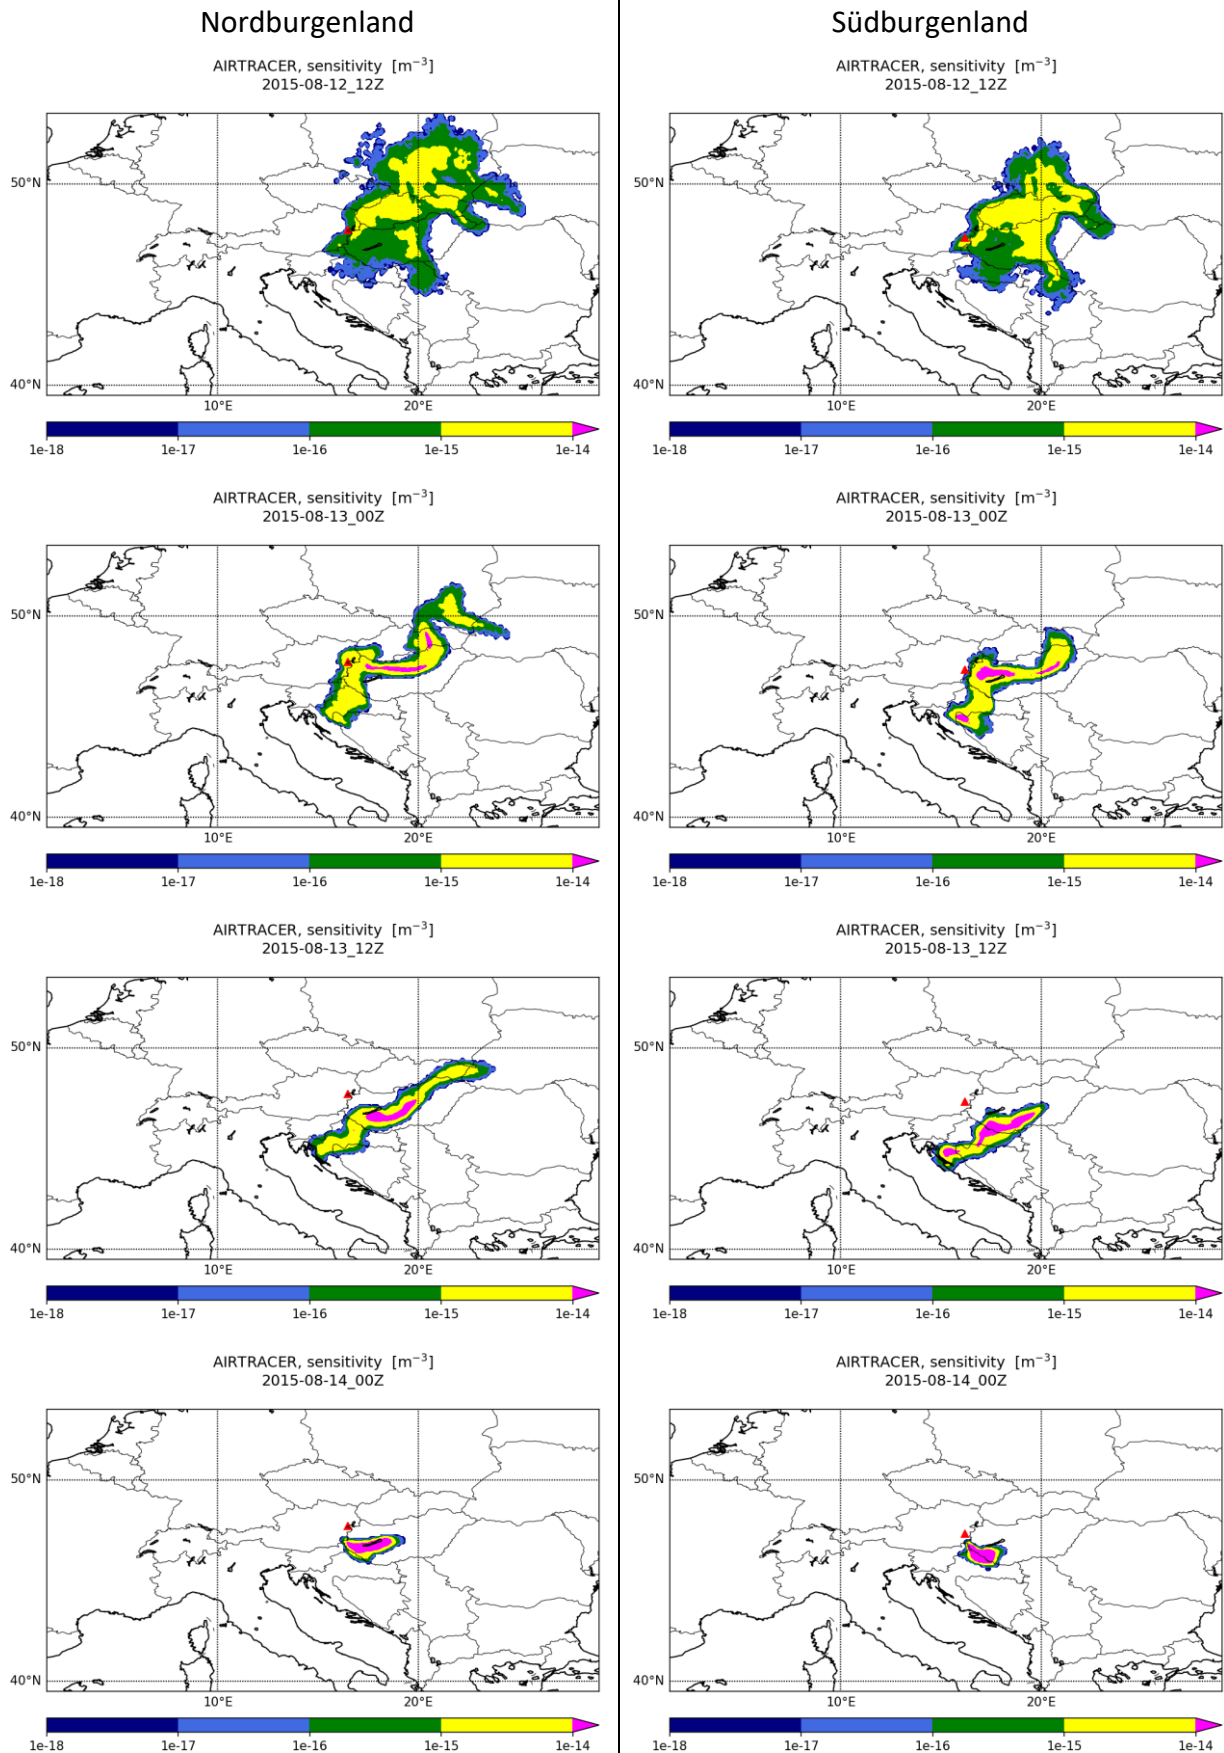 Nordburgenland
Südburgenland
AIRTRACER, sensitivity [m⁻³]
2015-08-12_12Z
AIRTRACER, sensitivity [m⁻³]
2015-08-12_12Z
50°N
50°N
40°N
40°N
10°E 20°E
10°E 20°E
1e-18 1e-17 1e-16 1e-15 1e-14
1e-18 1e-17 1e-16 1e-15 1e-14
AIRTRACER, sensitivity [m⁻³]
2015-08-13_00Z
AIRTRACER, sensitivity [m⁻³]
2015-08-13_00Z
50°N
50°N
40°N
40°N
10°E 20°E
10°E 20°E
1e-18 1e-17 1e-16 1e-15 1e-14
1e-18 1e-17 1e-16 1e-15 1e-14
AIRTRACER, sensitivity [m⁻³]
2015-08-13_12Z
AIRTRACER, sensitivity [m⁻³]
2015-08-13_12Z
50°N
50°N
40°N
40°N
10°E 20°E
10°E 20°E
1e-18 1e-17 1e-16 1e-15 1e-14
1e-18 1e-17 1e-16 1e-15 1e-14
AIRTRACER, sensitivity [m⁻³]
2015-08-14_00Z
AIRTRACER, sensitivity [m⁻³]
2015-08-14_00Z
50°N
50°N
40°N
40°N
10°E 20°E
10°E 20°E
1e-18 1e-17 1e-16 1e-15 1e-14
1e-18 1e-17 1e-16 1e-15 1e-14